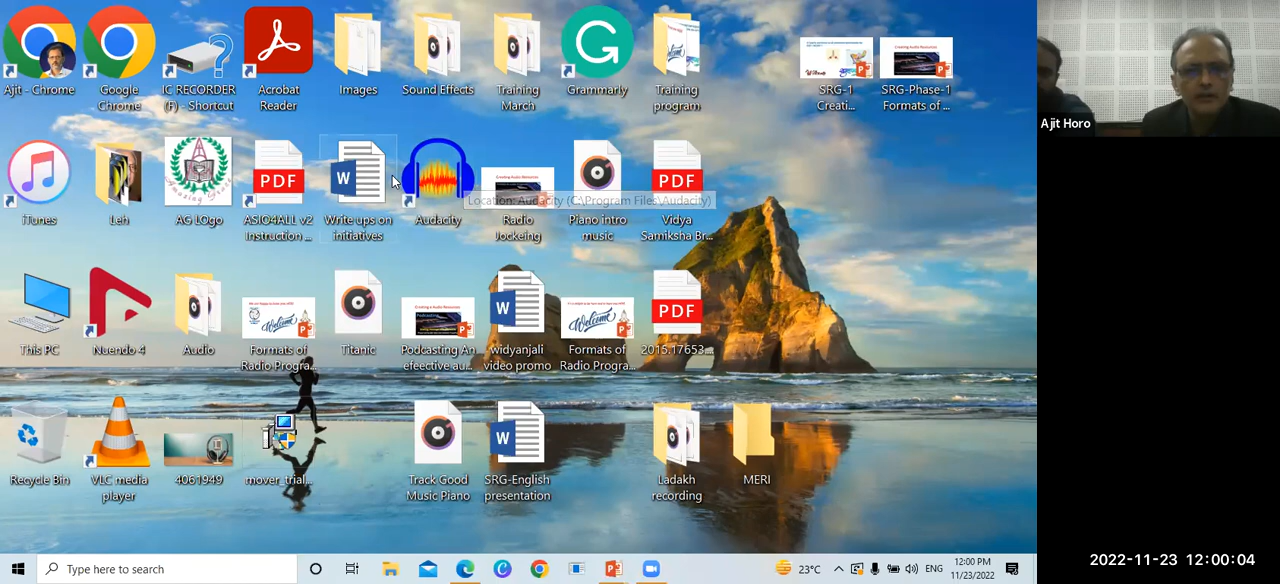 Ajit - Chrome
Google
Chrome
IC RECORDER
(F) - Shortcut
Acrobat
Reader
Images
Sound Effects
Training
March
Grammarly
Training
program
SRG-1
Creati...
SRG-Phase-1
Formats of ...
Ajit Horo
iTunes
Leh
AG LOgo
PDF
ASIO4ALL v2
Instruction ...
W
Write ups on
initiatives
Audacity
Location: Audacity (C:\Program Files\Audacity)
Radio
Jockeing
Piano intro
music
PDF
Vidya
Samiksha Br...
This PC
Nuendo 4
Audio
Welcome
Formats of
Radio Progra...
Titanic
Podcasting An
efeective au...
W
widyanjali
video promo
Welcome
Formats of
Radio Progra...
PDF
2015.17653....
Recycle Bin
VLC media
player
4061949
mover_trial...
Track Good
Music Piano
W
SRG-English
presentation
Ladakh
recording
MERI
Type here to search
23°C
ENG
12:00 PM
11/23/2022
2022-11-23 12:00:04